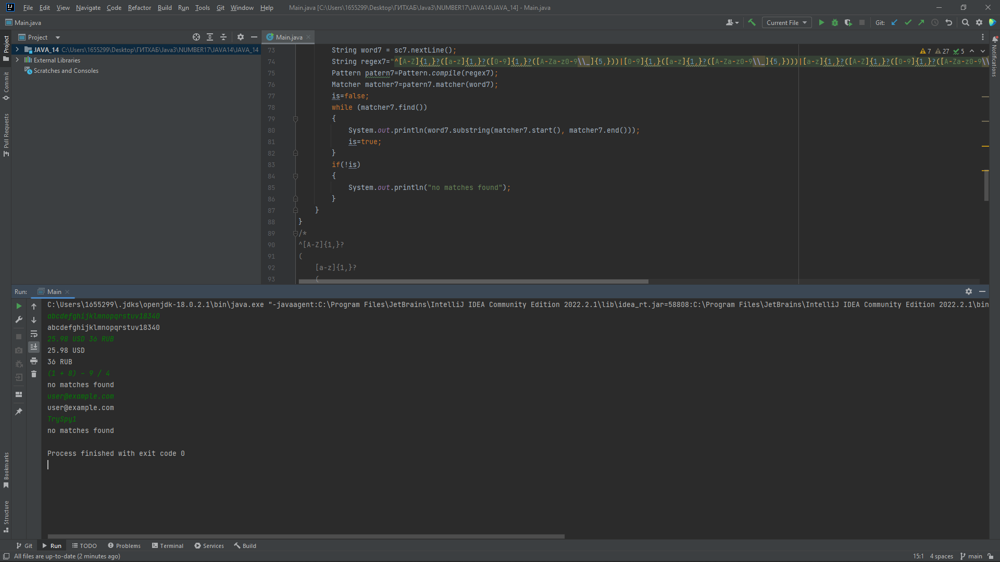 File Edit View Navigate Code Refactor Build Run Tools Git Window Help Main.java [C:\Users\1655299\Desktop\ГИТХАБ\Java3\NUMBER17\JAVA14\JAVA_14] - Main.java
Main.java Current File Git:
Project
Main.java
JAVA_14 C:\Users\1655299\Desktop\ГИТХАБ\Java3\NUMBER17\JAVA14\JAVA_14
External Libraries
Scratches and Consoles
Project
Commit
Pull Requests
Bookmarks
Structure
Notifications
7 27 5
73 String word7 = sc7.nextLine();
74 String regex7="^[A-Z]{1,}?([a-z]{1,}?([0-9]{1,}?([A-Za-z0-9\\_]{5,}))|[0-9]{1,}([a-z]{1,}?([A-Za-z0-9\\_]{5,})))|[a-z]{1,}?([A-Z]{1,}?([0-9]{1,}?([A-Za-z0-9\\
75 Pattern patern7=Pattern.compile(regex7);
76 Matcher matcher7=patern7.matcher(word7);
77 is=false;
78 while (matcher7.find())
79 {
80 System.out.println(word7.substring(matcher7.start(), matcher7.end()));
81 is=true;
82 }
83 if(!is)
84 {
85 System.out.println("no matches found");
86 }
87 }
88 }
89 /*
90 ^[A-Z]{1,}?
91 (
92 [a-z]{1,}?
93 (
Run: Main
C:\Users\1655299\.jdks\openjdk-18.0.2.1\bin\java.exe "-javaagent:C:\Program Files\JetBrains\IntelliJ IDEA Community Edition 2022.2.1\lib\idea_rt.jar=58808:C:\Program Files\JetBrains\IntelliJ IDEA Community Edition 2022.2.1\bin
abcdefghijklmnopqrstuv18340
abcdefghijklmnopqrstuv18340
25.98 USD 36 RUB
25.98 USD
36 RUB
(1 + 8) - 9 / 4
no matches found
user@example.com
user@example.com
TrySpy1
no matches found
Process finished with exit code 0
Git Run TODO Problems Terminal Services Build
All files are up-to-date (2 minutes ago) 15:1 4 spaces main